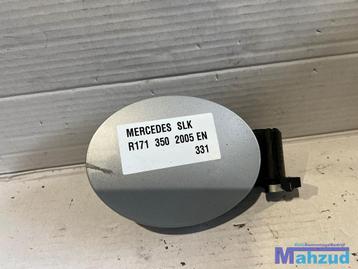 MERCEDES SLK
R171 350 2005 EN
331
Mahzud